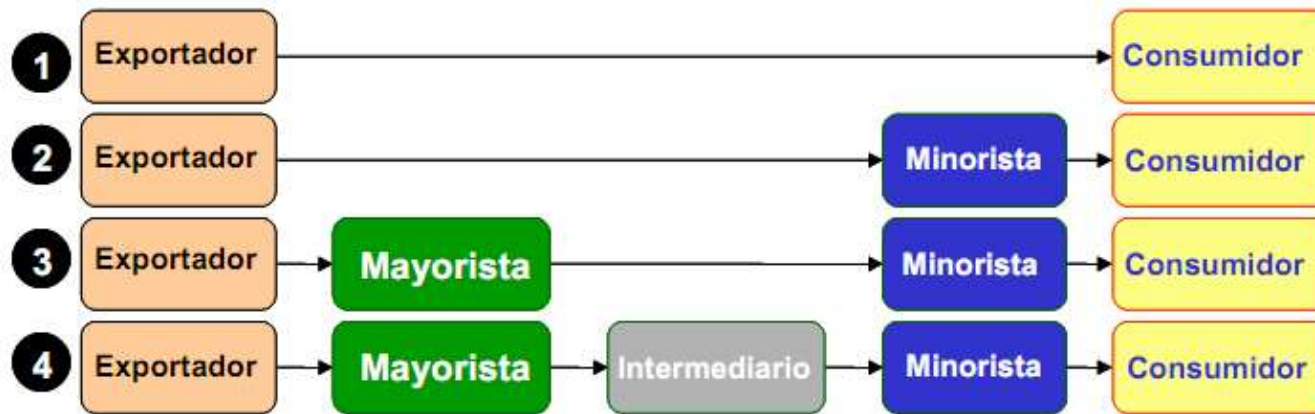 1 Exportador Consumidor
2 Exportador Minorista Consumidor
3 Exportador Mayorista Minorista Consumidor
4 Exportador Mayorista Intermediario Minorista Consumidor